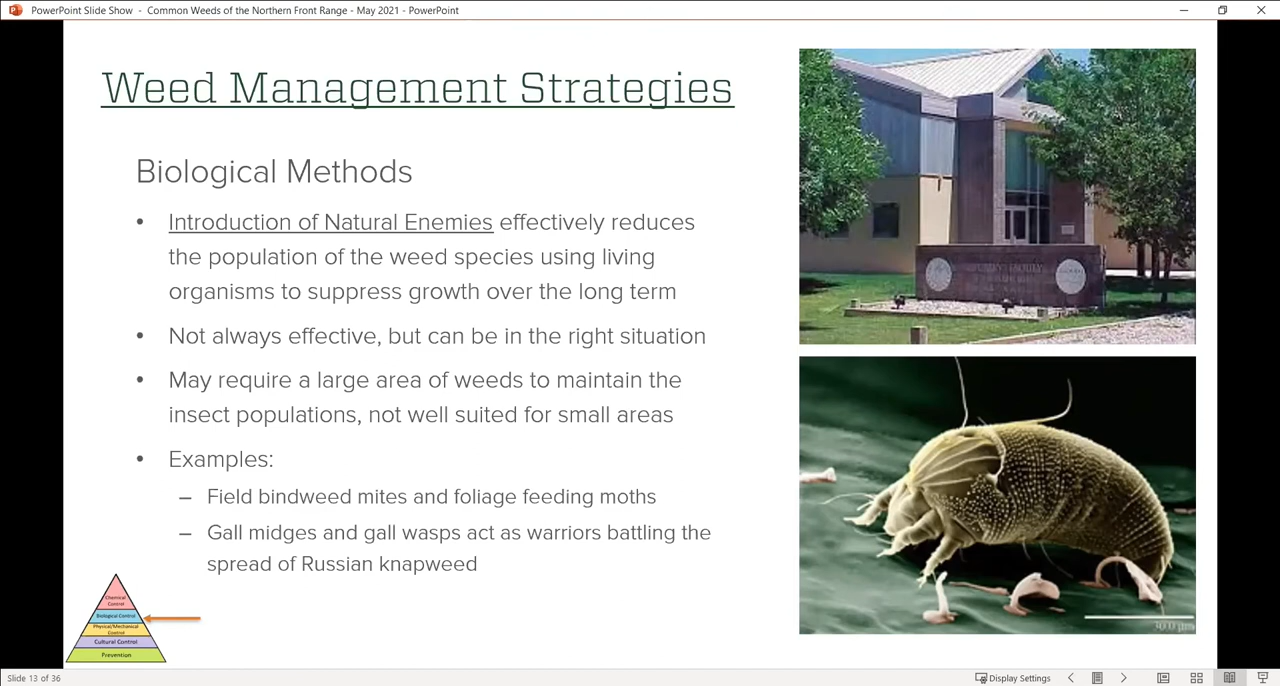 PowerPoint Slide Show - Common Weeds of the Northern Front Range - May 2021 - PowerPoint
Weed Management Strategies
Biological Methods
• Introduction of Natural Enemies effectively reduces
the population of the weed species using living
organisms to suppress growth over the long term
• Not always effective, but can be in the right situation
• May require a large area of weeds to maintain the
insect populations, not well suited for small areas
• Examples:
– Field bindweed mites and foliage feeding moths
– Gall midges and gall wasps act as warriors battling the
spread of Russian knapweed
Chemical
Control
Biological Control
Physical/Mechanical
Control
Cultural Control
Prevention
Slide 13 of 36
Display Settings